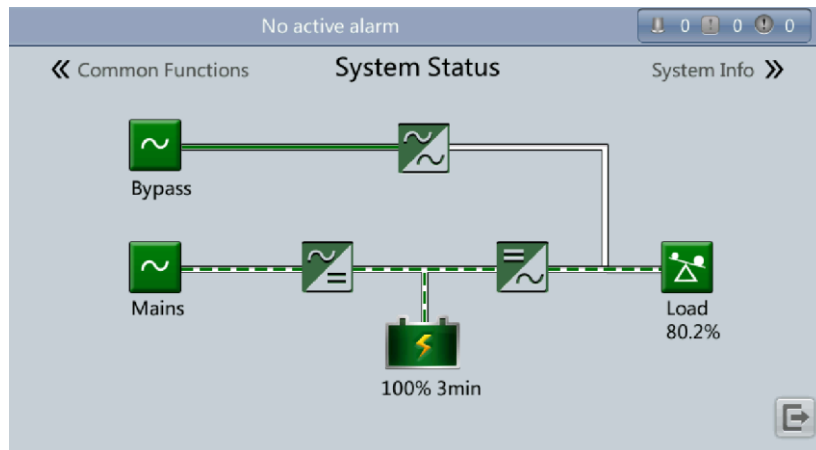 No active alarm
0 0 0
Common Functions
System Status
System Info
Bypass
Mains
Load
80.2%
100% 3min